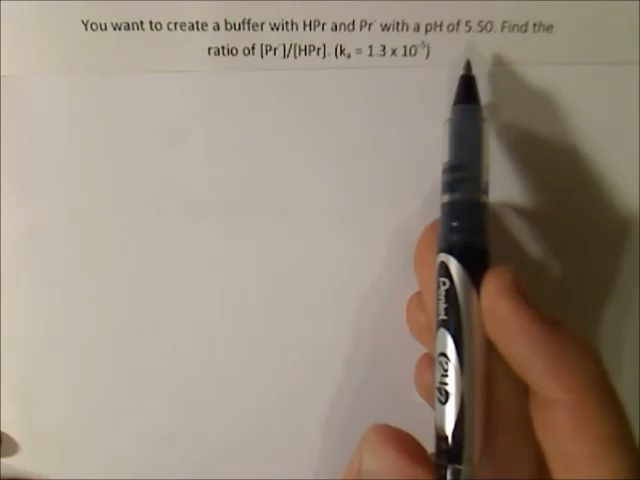 You want to create a buffer with HPr and Pr⁻ with a pH of 5.50. Find the
ratio of [Pr⁻]/[HPr]. (kₐ = 1.3 x 10⁻⁵)
Pentel